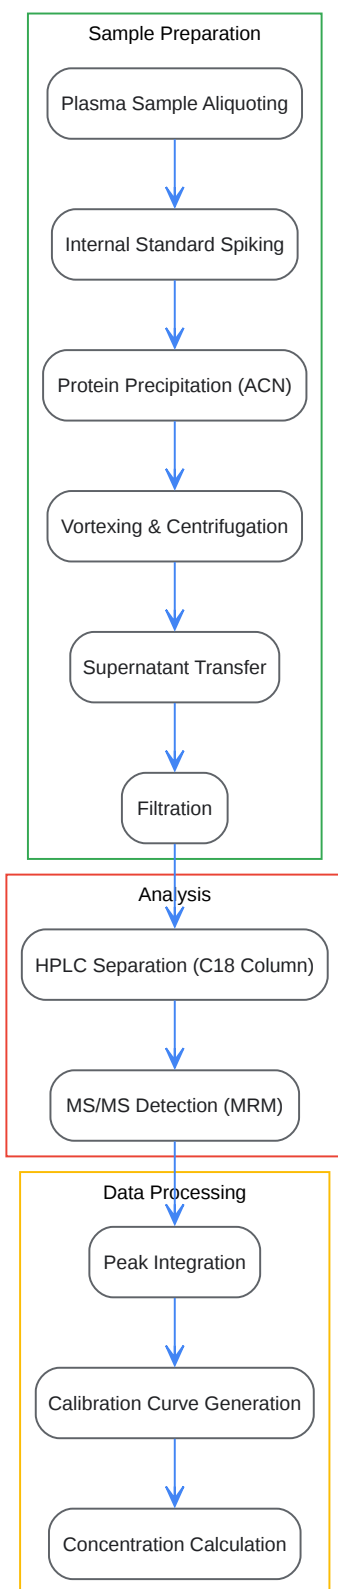 Sample Preparation
Plasma Sample Aliquoting
Internal Standard Spiking
Protein Precipitation (ACN)
Vortexing & Centrifugation
Supernatant Transfer
Filtration
Analysis
HPLC Separation (C18 Column)
MS/MS Detection (MRM)
Data Processing
Peak Integration
Calibration Curve Generation
Concentration Calculation